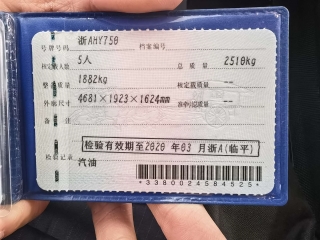 号牌号码 浙AHY750 档案编号
核定载人数 5人 总质量 2510kg
整备质量 1882kg 核定载质量 --
外廓尺寸 4681×1923×1624mm 准牵引总质量 --
备注
检验有效期至2020年03月浙A(临平)
检验记录
汽油
*3380024584525*